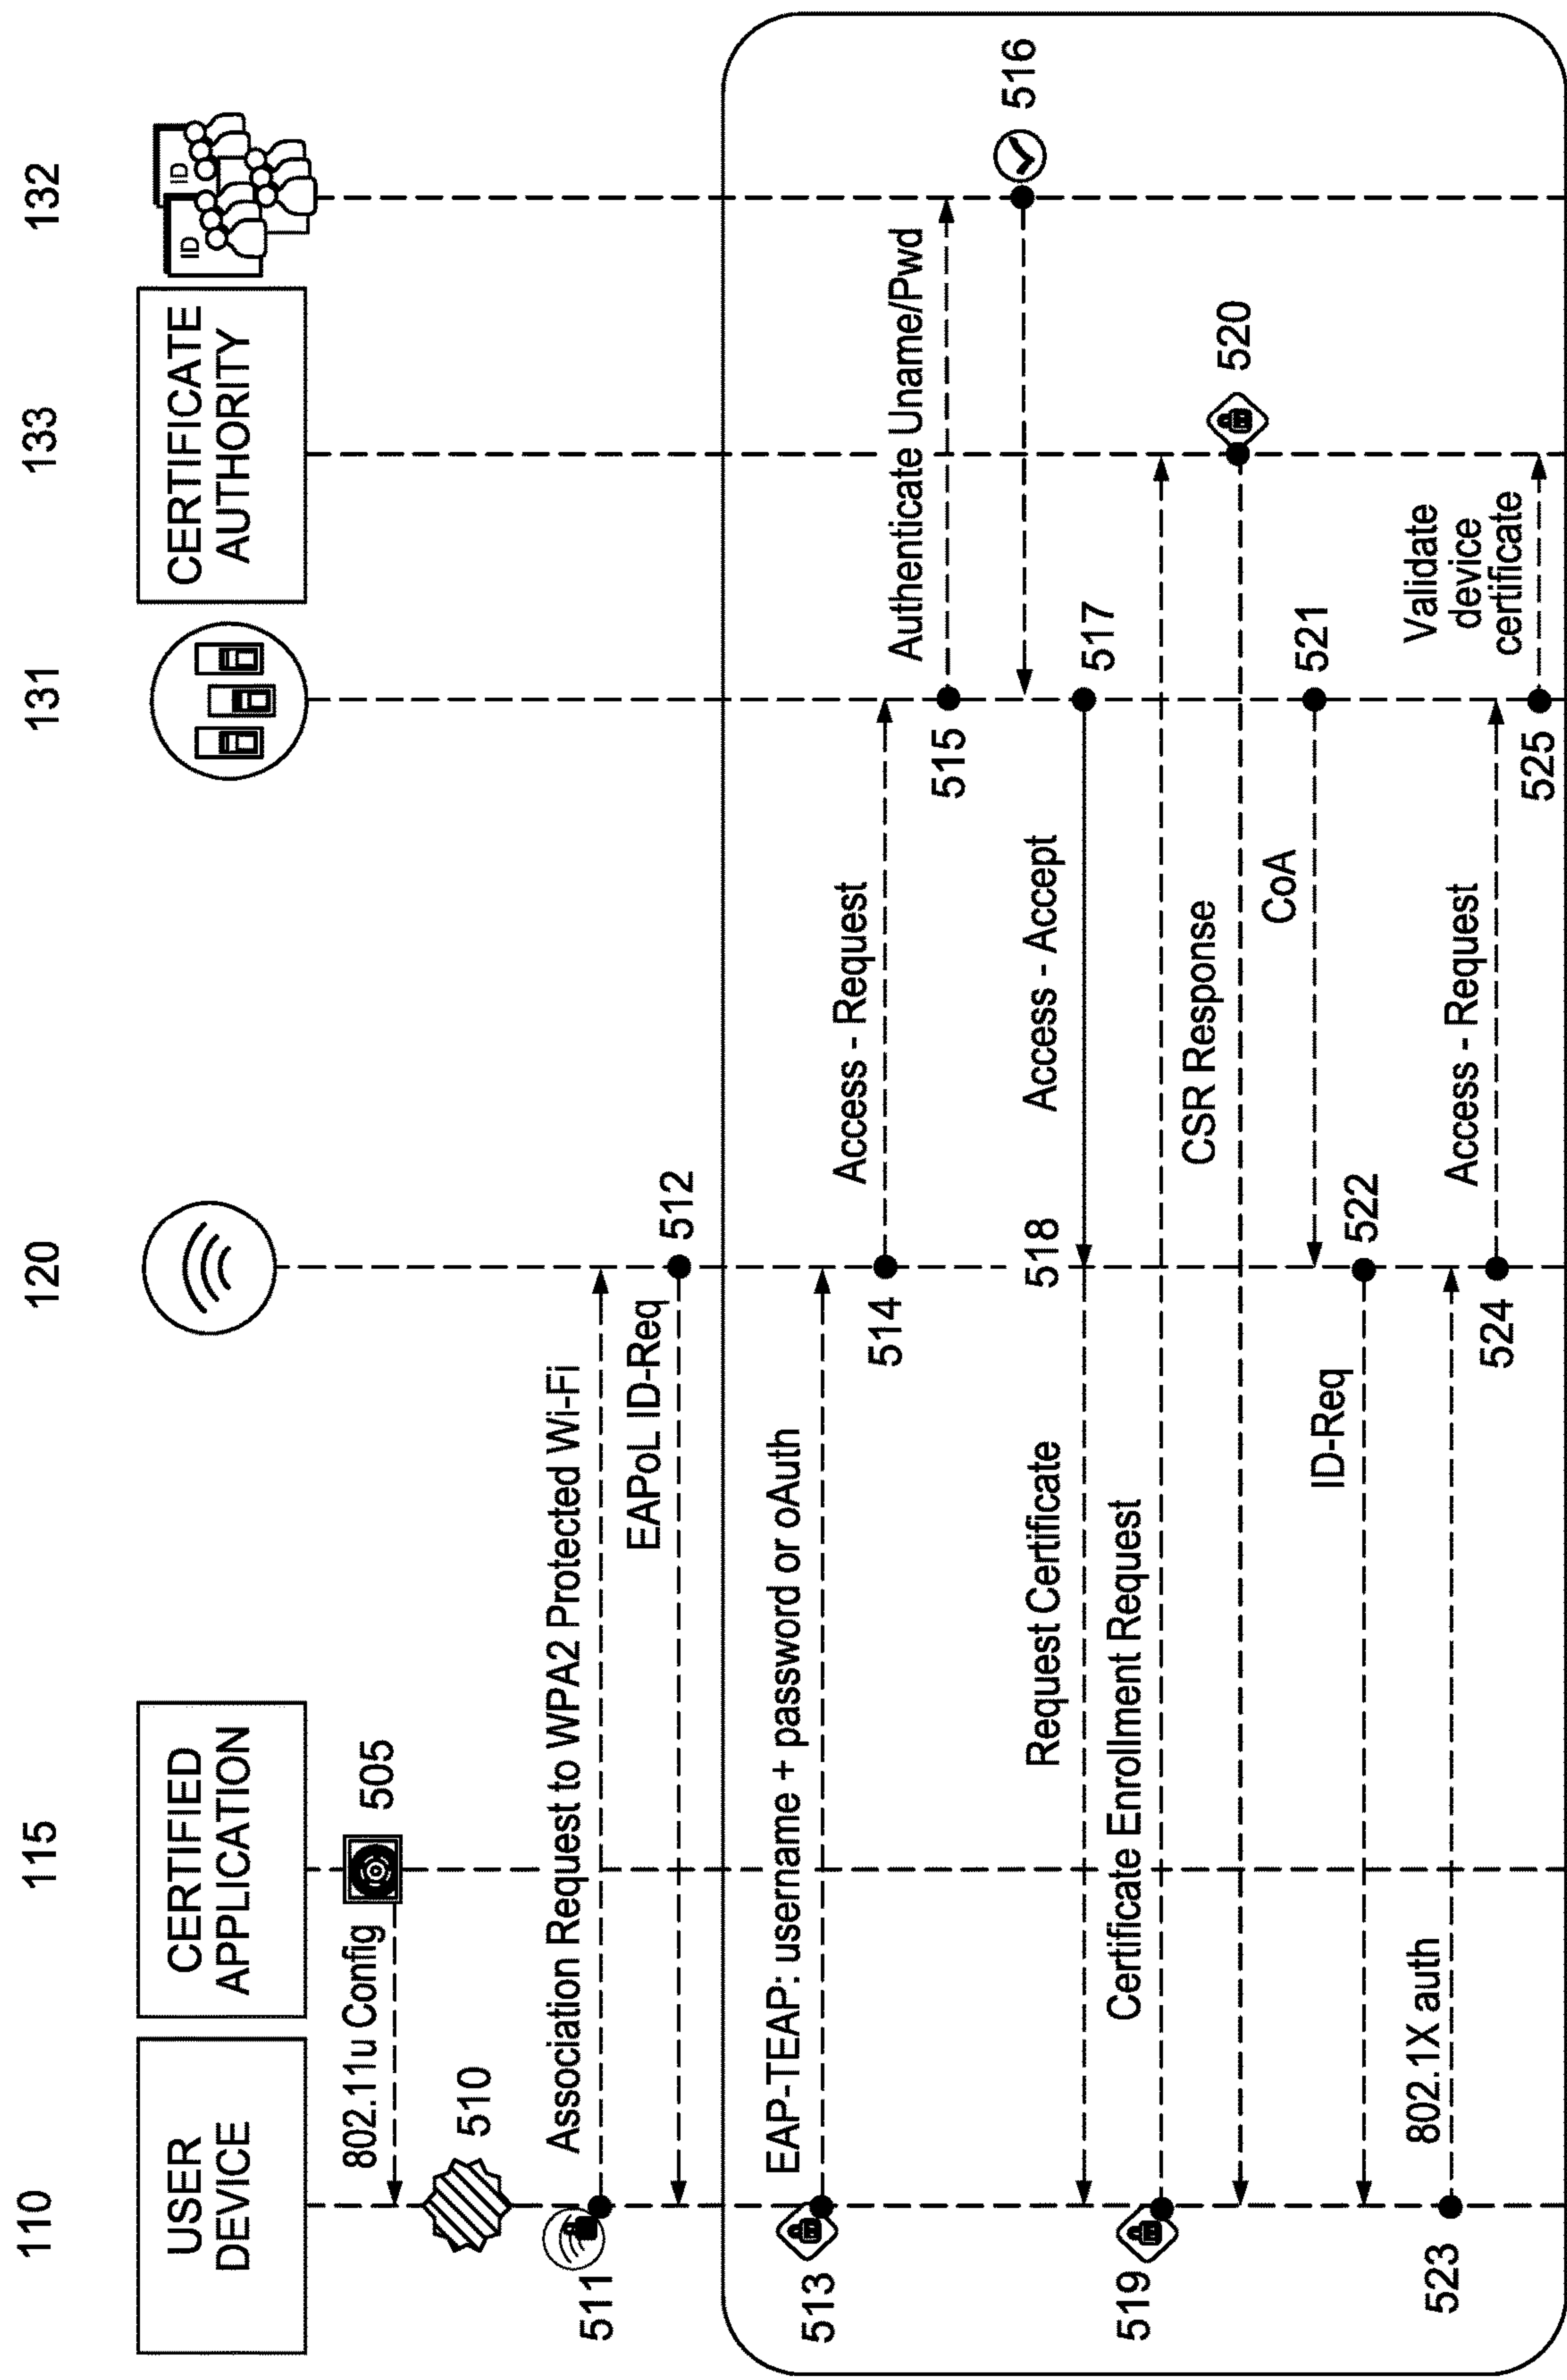 110
115
120
131
133
132
USER
DEVICE
CERTIFIED
APPLICATION
CERTIFICATE
AUTHORITY
ID
ID
802.11u Config
505
510
Association Request to WPA2 Protected Wi-Fi
511
EAPoL ID-Req
512
EAP-TEAP: username + password or oAuth
513
Access - Request
514
Authenticate Uname/Pwd
515
516
Access - Accept
517
Request Certificate
518
Certificate Enrollment Request
519
CSR Response
520
CoA
521
ID-Req
522
802.1X auth
523
Access - Request
524
Validate
device
certificate
525